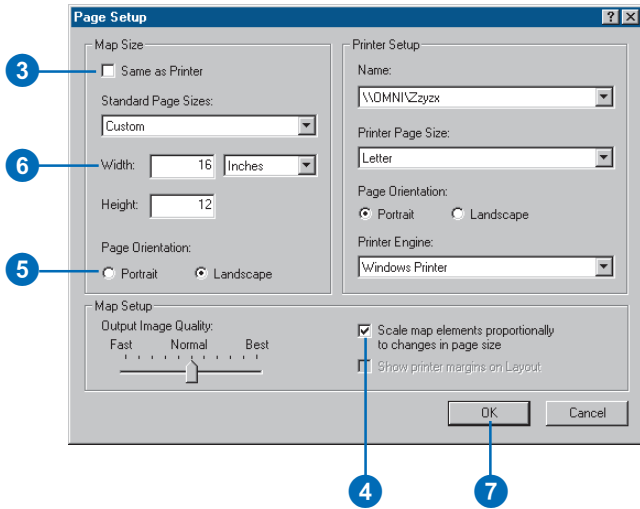 Page Setup
Map Size
3
Same as Printer
Standard Page Sizes:
Custom
6
Width: 16 Inches
Height: 12
Page Orientation:
5
Portrait Landscape
Printer Setup
Name:
\\OMNI\Zzyzx
Printer Page Size:
Letter
Page Orientation:
Portrait Landscape
Printer Engine:
Windows Printer
Map Setup
Output Image Quality:
Fast Normal Best
Scale map elements proportionally
to changes in page size
Show printer margins on Layout
OK Cancel
4
7